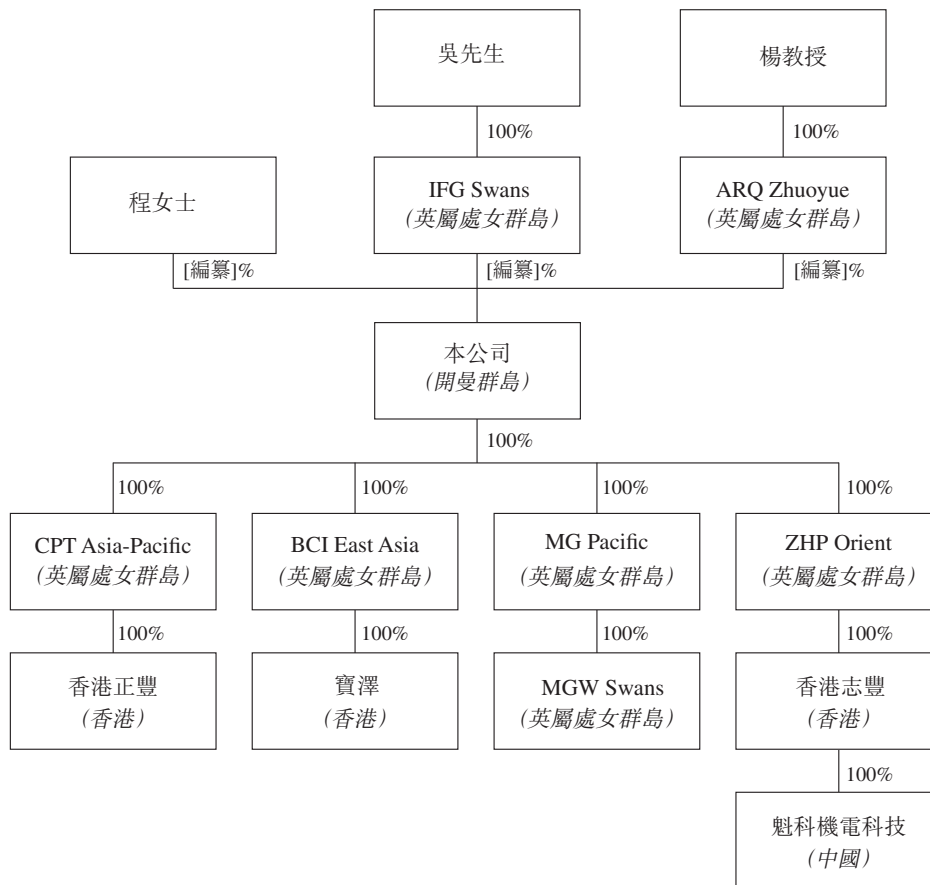 吳先生
楊教授
100%
100%
程女士
IFG Swans
(英屬處女群島)
ARQ Zhuoyue
(英屬處女群島)
[編纂]%
[編纂]%
[編纂]%
本公司
(開曼群島)
100%
100%
100%
100%
100%
CPT Asia-Pacific
(英屬處女群島)
BCI East Asia
(英屬處女群島)
MG Pacific
(英屬處女群島)
ZHP Orient
(英屬處女群島)
100%
100%
100%
100%
香港正豐
(香港)
寶澤
(香港)
MGW Swans
(英屬處女群島)
香港志豐
(香港)
100%
魁科機電科技
(中國)